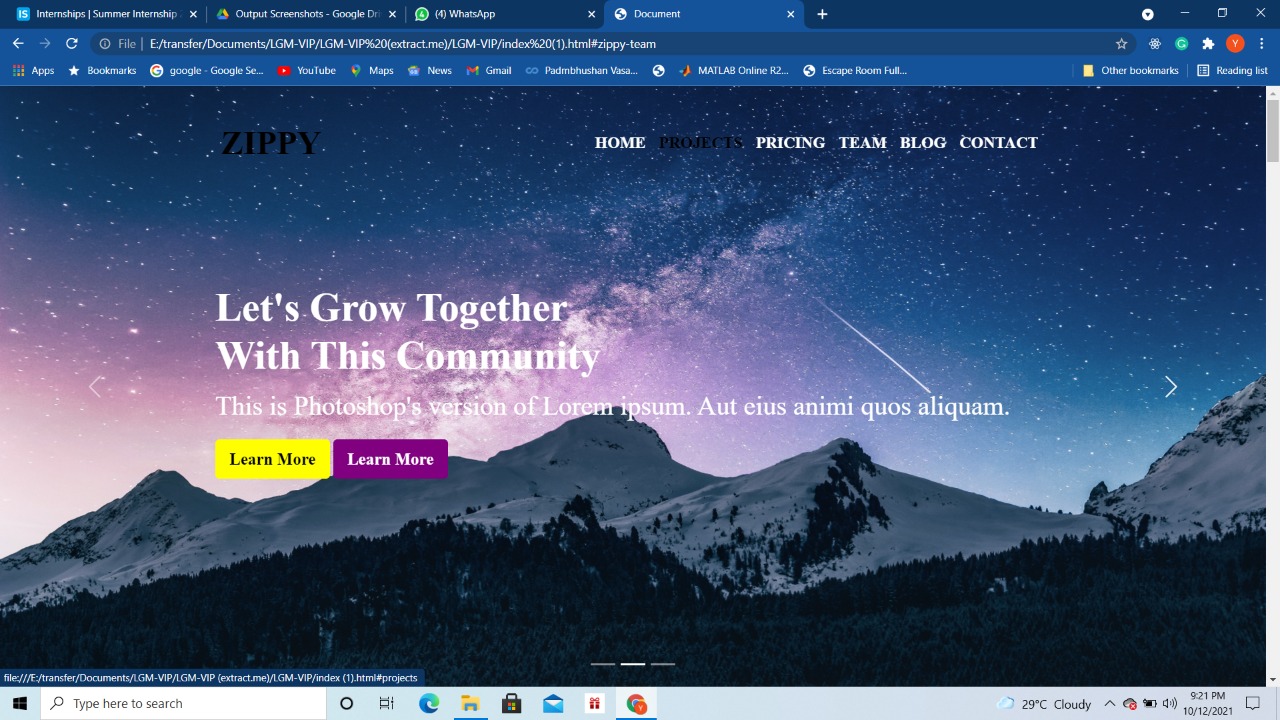 Internships | Summer Internship
Output Screenshots - Google Dri
(4) WhatsApp
Document
File
E:/transfer/Documents/LGM-VIP/LGM-VIP%20(extract.me)/LGM-VIP/index%20(1).html#zippy-team
Apps
Bookmarks
google - Google Se...
YouTube
Maps
News
Gmail
Padmbhushan Vasa...
MATLAB Online R2...
Escape Room Full...
Other bookmarks
Reading list
ZIPPY
HOME PROJECTS PRICING TEAM BLOG CONTACT
Let's Grow Together
With This Community
This is Photoshop's version of Lorem ipsum. Aut eius animi quos aliquam.
Learn More
Learn More
file:///E:/transfer/Documents/LGM-VIP/LGM-VIP (extract.me)/LGM-VIP/index (1).html#projects
Type here to search
29°C Cloudy
9:21 PM
10/12/2021